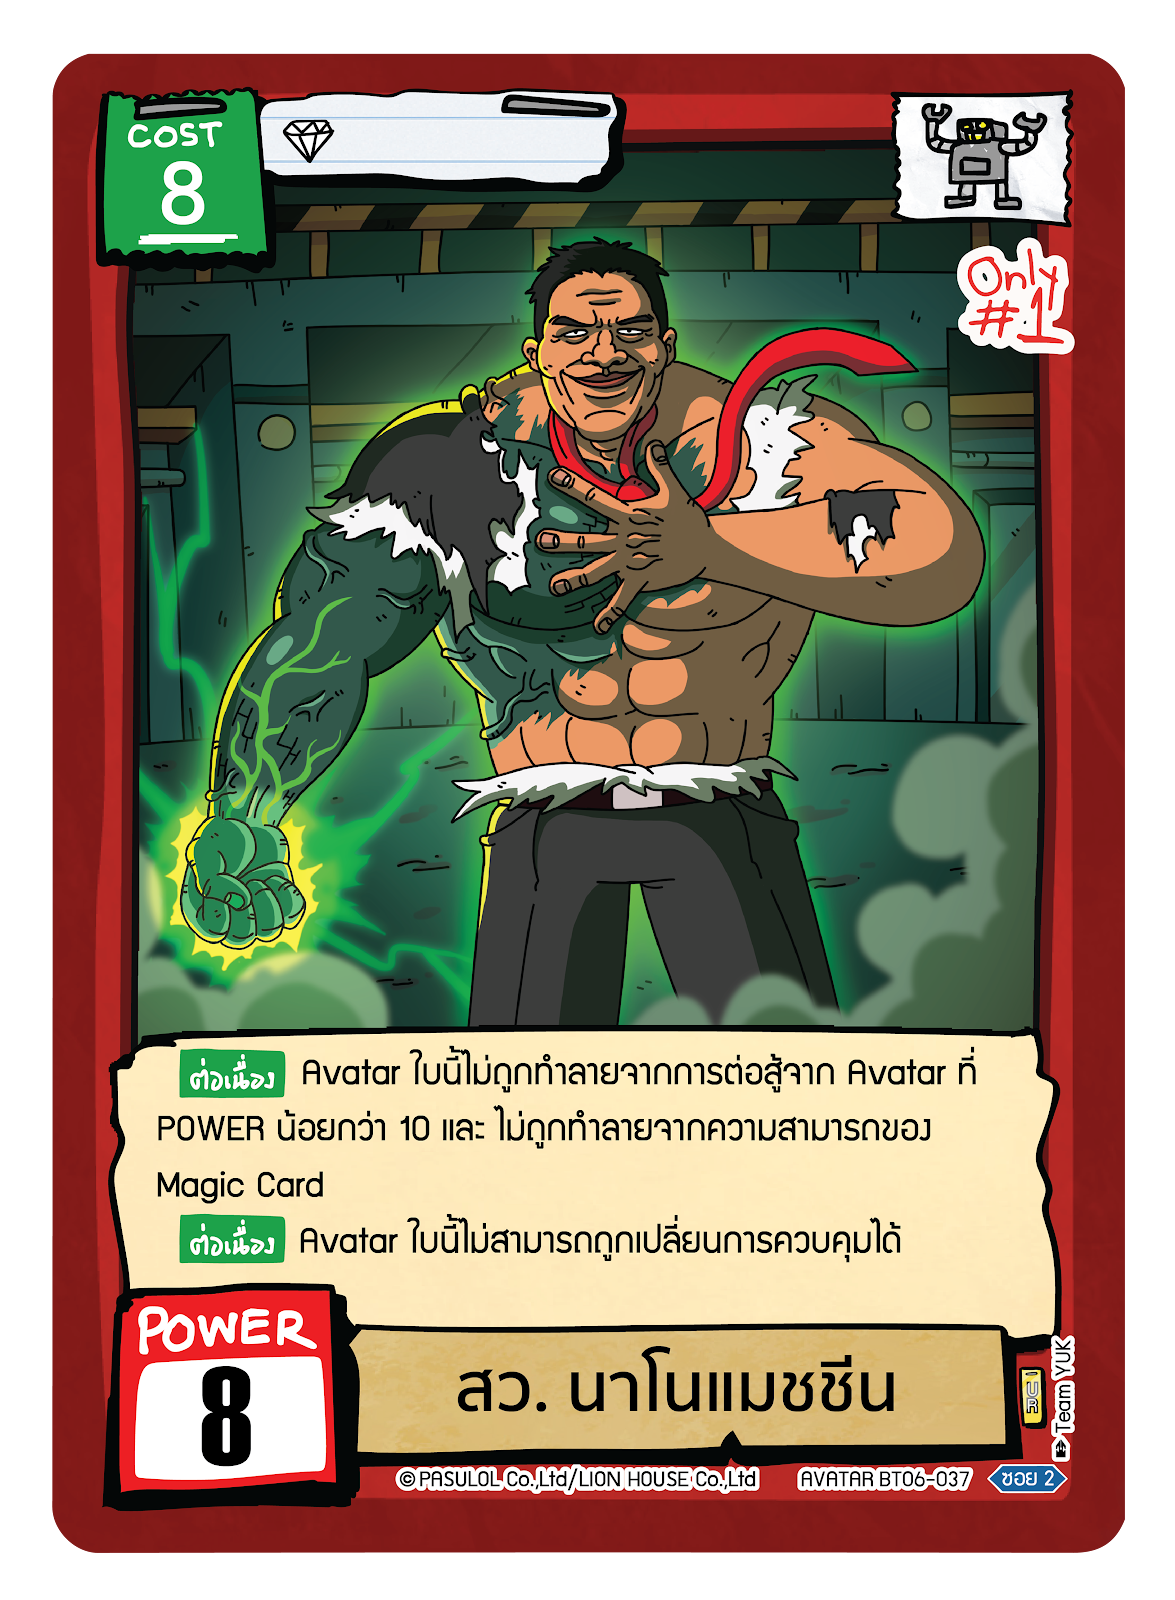 COST
8
Only
#1
ต่อเนื่อง Avatar ใบนี้ไม่ถูกทำลายจากการต่อสู้จาก Avatar ที่
POWER น้อยกว่า 10 และ ไม่ถูกทำลายจากความสามารถของ
Magic Card
ต่อเนื่อง Avatar ใบนี้ไม่สามารถถูกเปลี่ยนการควบคุมได้
POWER
8
สว. นาโนแมชชีน
UR
Team YUK
© PASULOL Co.,Ltd/LION HOUSE Co.,Ltd AVATAR BT06-037 ซอย 2